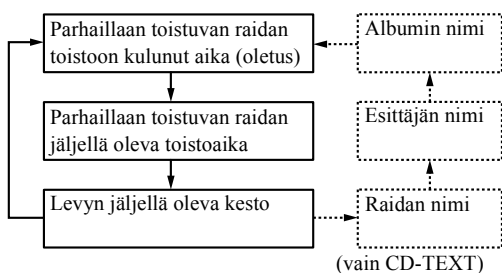 Parhaillaan toistuvan raidan
toistoon kulunut aika (oletus)
Parhaillaan toistuvan raidan
jäljellä oleva toistoaika
Levyn jäljellä oleva kesto
Albumin nimi
Esittäjän nimi
Raidan nimi
(vain CD-TEXT)